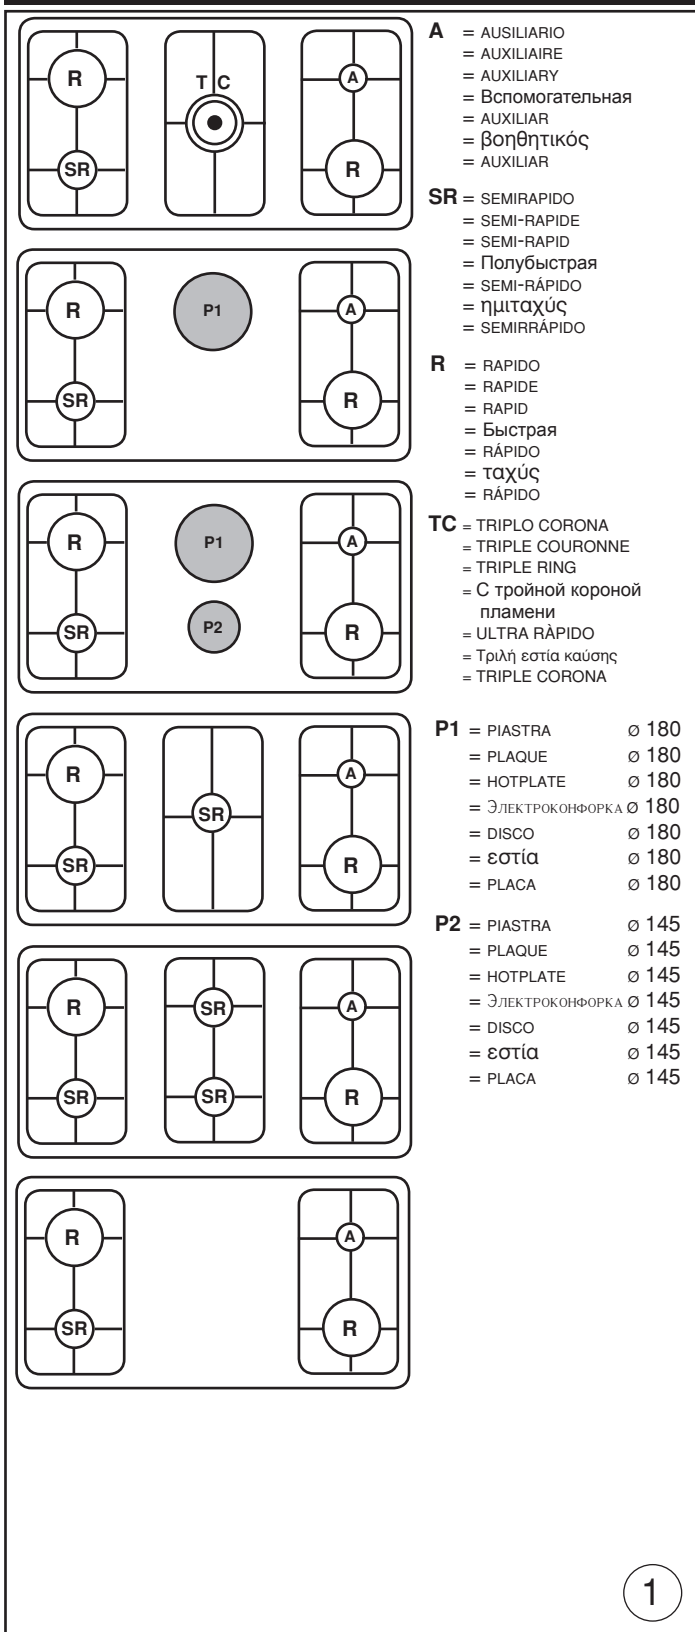 R
T C
A
SR
R
R
P1
A
SR
R
R
P1
A
SR
P2
R
R
A
SR
SR
R
R
SR
A
SR
SR
R
R
A
SR
R
A = AUSILIARIO
= AUXILIAIRE
= AUXILIARY
= Вспомогательная
= AUXILIAR
= βοηθητικός
= AUXILIAR
SR = SEMIRAPIDO
= SEMI-RAPIDE
= SEMI-RAPID
= Полубыстрая
= SEMI-RÁPIDO
= ημιταχύς
= SEMIRRÁPIDO
R = RAPIDO
= RAPIDE
= RAPID
= Быстрая
= RÁPIDO
= ταχύς
= RÁPIDO
TC = TRIPLO CORONA
= TRIPLE COURONNE
= TRIPLE RING
= С тройной короной
пламени
= ULTRA RÀPIDO
= Τριλή εστία καύσης
= TRIPLE CORONA
P1 = PIASTRA ø 180
= PLAQUE ø 180
= HOTPLATE ø 180
= Электроконфорка ø 180
= DISCO ø 180
= εστία ø 180
= PLACA ø 180
P2 = PIASTRA ø 145
= PLAQUE ø 145
= HOTPLATE ø 145
= Электроконфорка ø 145
= DISCO ø 145
= εστία ø 145
= PLACA ø 145
1